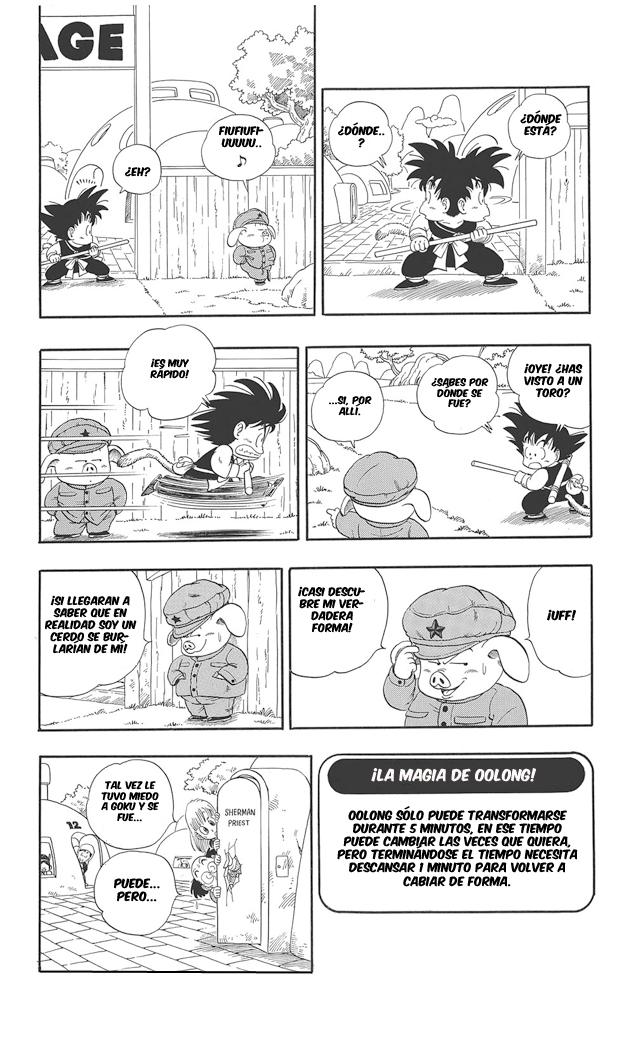 ¿DÓNDE
ESTÁ?
¿DÓNDE..
?
AGE
FIUFIUFI-
UUUUU..
♪
¿EH?
¡OYE! ¿HAS
VISTO A UN
TORO?
¿SABES POR
DÓNDE SE
FUE?
...SI, POR
ALLÍ.
¡ES MUY
RÁPIDO!
¡UFF!
¡CASI DESCU-
BRE MI VER-
DADERA
FORMA!
¡SI LLEGARAN A
SABER QUE EN
REALIDAD SOY UN
CERDO SE BUR-
LARÍAN DE MÍ!
¡LA MAGIA DE OOLONG!
OOLONG SÓLO PUEDE TRANSFORMARSE
DURANTE 5 MINUTOS, EN ESE TIEMPO
PUEDE CAMBIAR LAS VECES QUE QUIERA,
PERO TERMINÁNDOSE EL TIEMPO NECESITA
DESCANSAR 1 MINUTO PARA VOLVER A
CABIAR DE FORMA.
TAL VEZ LE
TUVO MIEDO
A GOKU Y SE
FUE...
PUEDE...
PERO...
SHERMAN
PRIEST
12